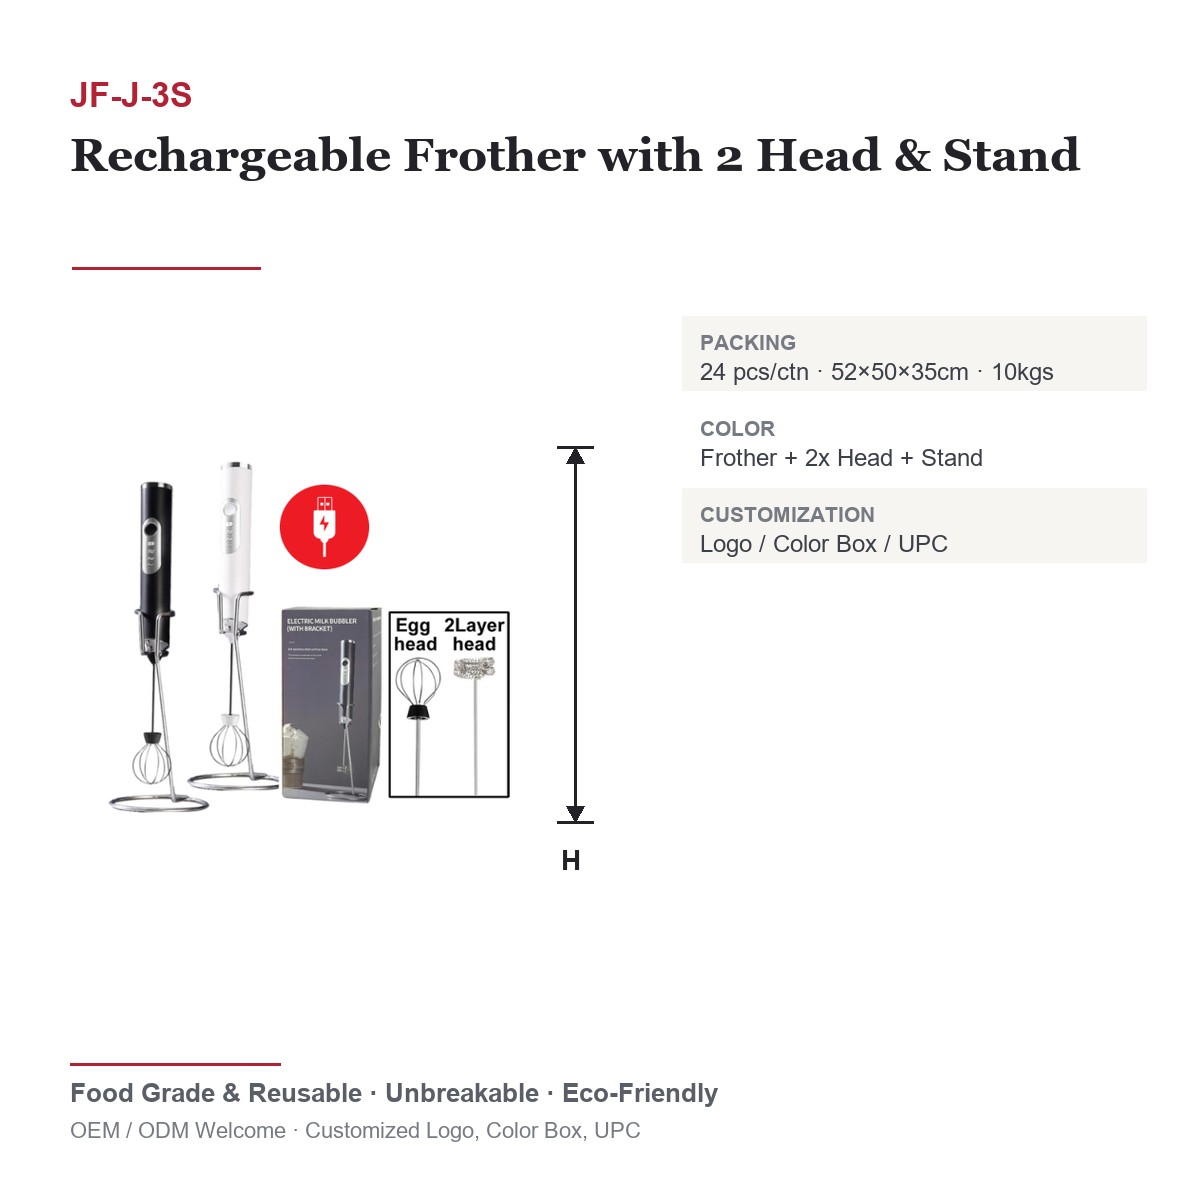 JF-J-3S
Rechargeable Frother with 2 Head & Stand
PACKING
24 pcs/ctn · 52×50×35cm · 10kgs
COLOR
Frother + 2x Head + Stand
CUSTOMIZATION
Logo / Color Box / UPC
ELECTRIC MILK BUBBLER
(WITH BRACKET)
Egg head
2Layer head
H
Food Grade & Reusable · Unbreakable · Eco-Friendly
OEM / ODM Welcome · Customized Logo, Color Box, UPC